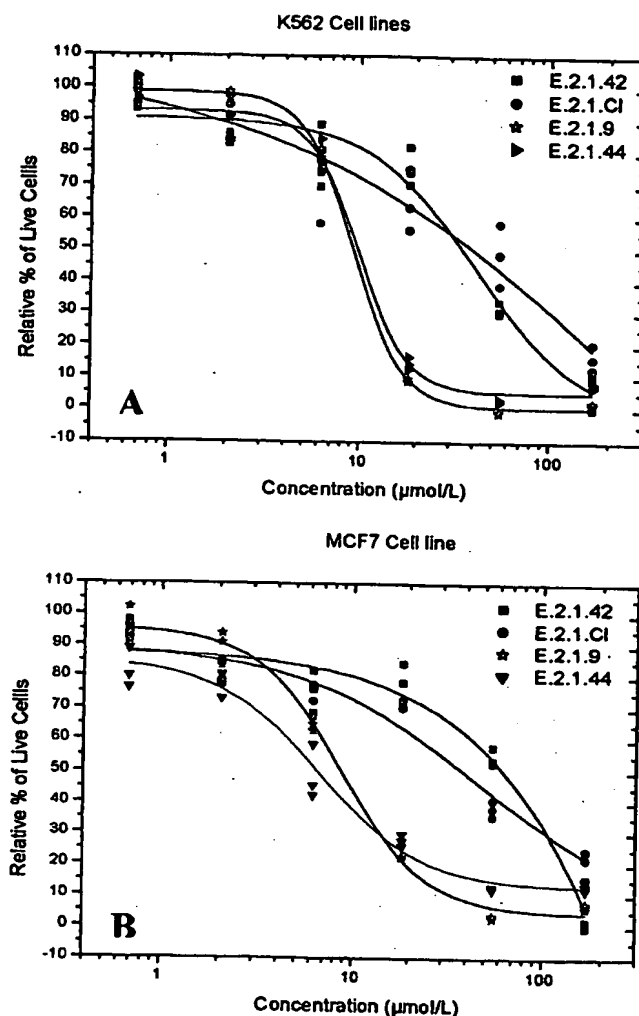 K562 Cell lines
110
100
90
80
70
60
50
40
30
20
10
0
-10
Relative % of Live Cellis
E.2.1.42
E.2.1.Cl
E.2.1.9
E.2.1.44
A
1
10
100
Concentration (µmol/L)
MCF7 Cell line
110
100
90
80
70
60
50
40
30
20
10
0
-10
Relative % of Live Cellis
E.2.1.42
E.2.1.Cl
E.2.1.9
E.2.1.44
B
1
10
100
Concentration (µmol/L)